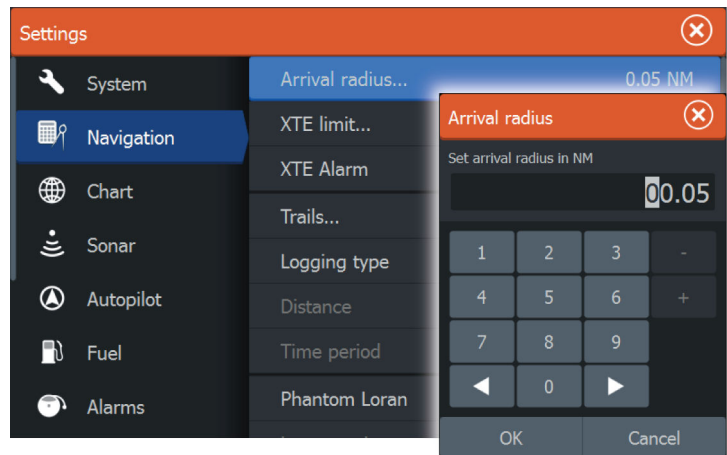 Settings
System
Navigation
Chart
Sonar
Autopilot
Fuel
Alarms
Arrival radius... 0.05 NM
XTE limit...
XTE Alarm
Trails...
Logging type
Distance
Time period
Phantom Loran
Arrival radius
Set arrival radius in NM
00.05
1 2 3 -
4 5 6 +
7 8 9
0
OK Cancel